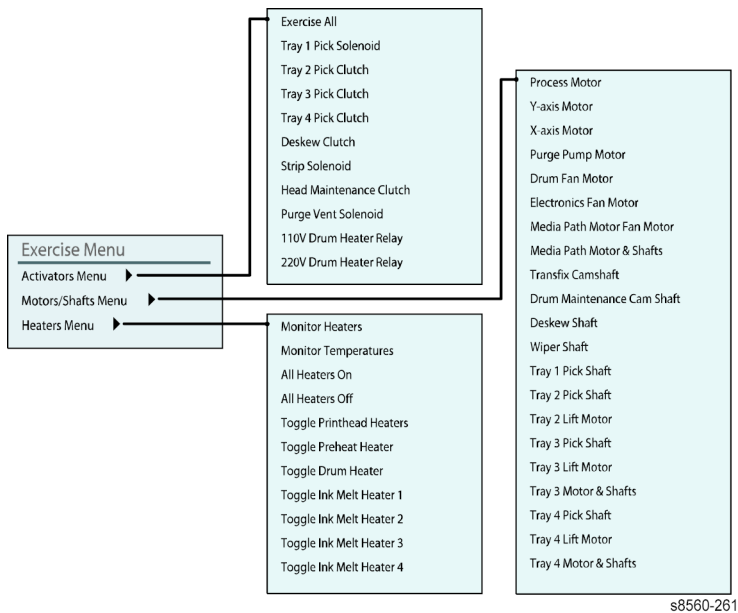 Exercise Menu
Activators Menu
Motors/Shafts Menu
Heaters Menu
Exercise All
Tray 1 Pick Solenoid
Tray 2 Pick Clutch
Tray 3 Pick Clutch
Tray 4 Pick Clutch
Deskew Clutch
Strip Solenoid
Head Maintenance Clutch
Purge Vent Solenoid
110V Drum Heater Relay
220V Drum Heater Relay
Process Motor
Y-axis Motor
X-axis Motor
Purge Pump Motor
Drum Fan Motor
Electronics Fan Motor
Media Path Motor Fan Motor
Media Path Motor & Shafts
Transfix Camshaft
Drum Maintenance Cam Shaft
Deskew Shaft
Wiper Shaft
Tray 1 Pick Shaft
Tray 2 Pick Shaft
Tray 2 Lift Motor
Tray 3 Pick Shaft
Tray 3 Lift Motor
Tray 3 Motor & Shafts
Tray 4 Pick Shaft
Tray 4 Lift Motor
Tray 4 Motor & Shafts
Monitor Heaters
Monitor Temperatures
All Heaters On
All Heaters Off
Toggle Printhead Heaters
Toggle Preheat Heater
Toggle Drum Heater
Toggle Ink Melt Heater 1
Toggle Ink Melt Heater 2
Toggle Ink Melt Heater 3
Toggle Ink Melt Heater 4
s8560-261